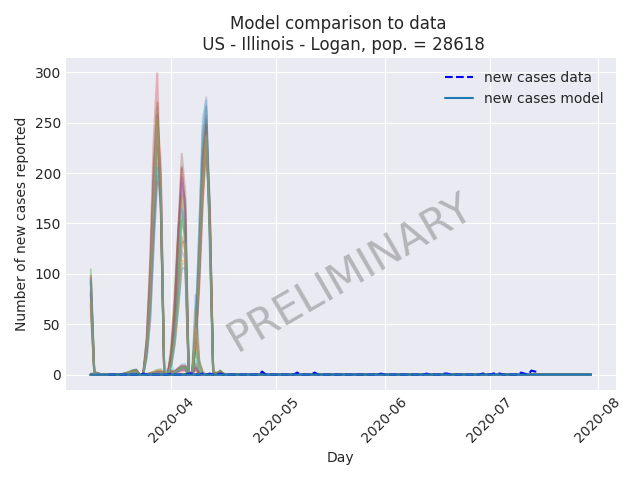 Model comparison to data
US - Illinois - Logan, pop. = 28618
new cases data
new cases model
Number of new cases reported
300
250
200
150
100
50
0
PRELIMINARY
2020-04
2020-05
2020-06
2020-07
2020-08
Day